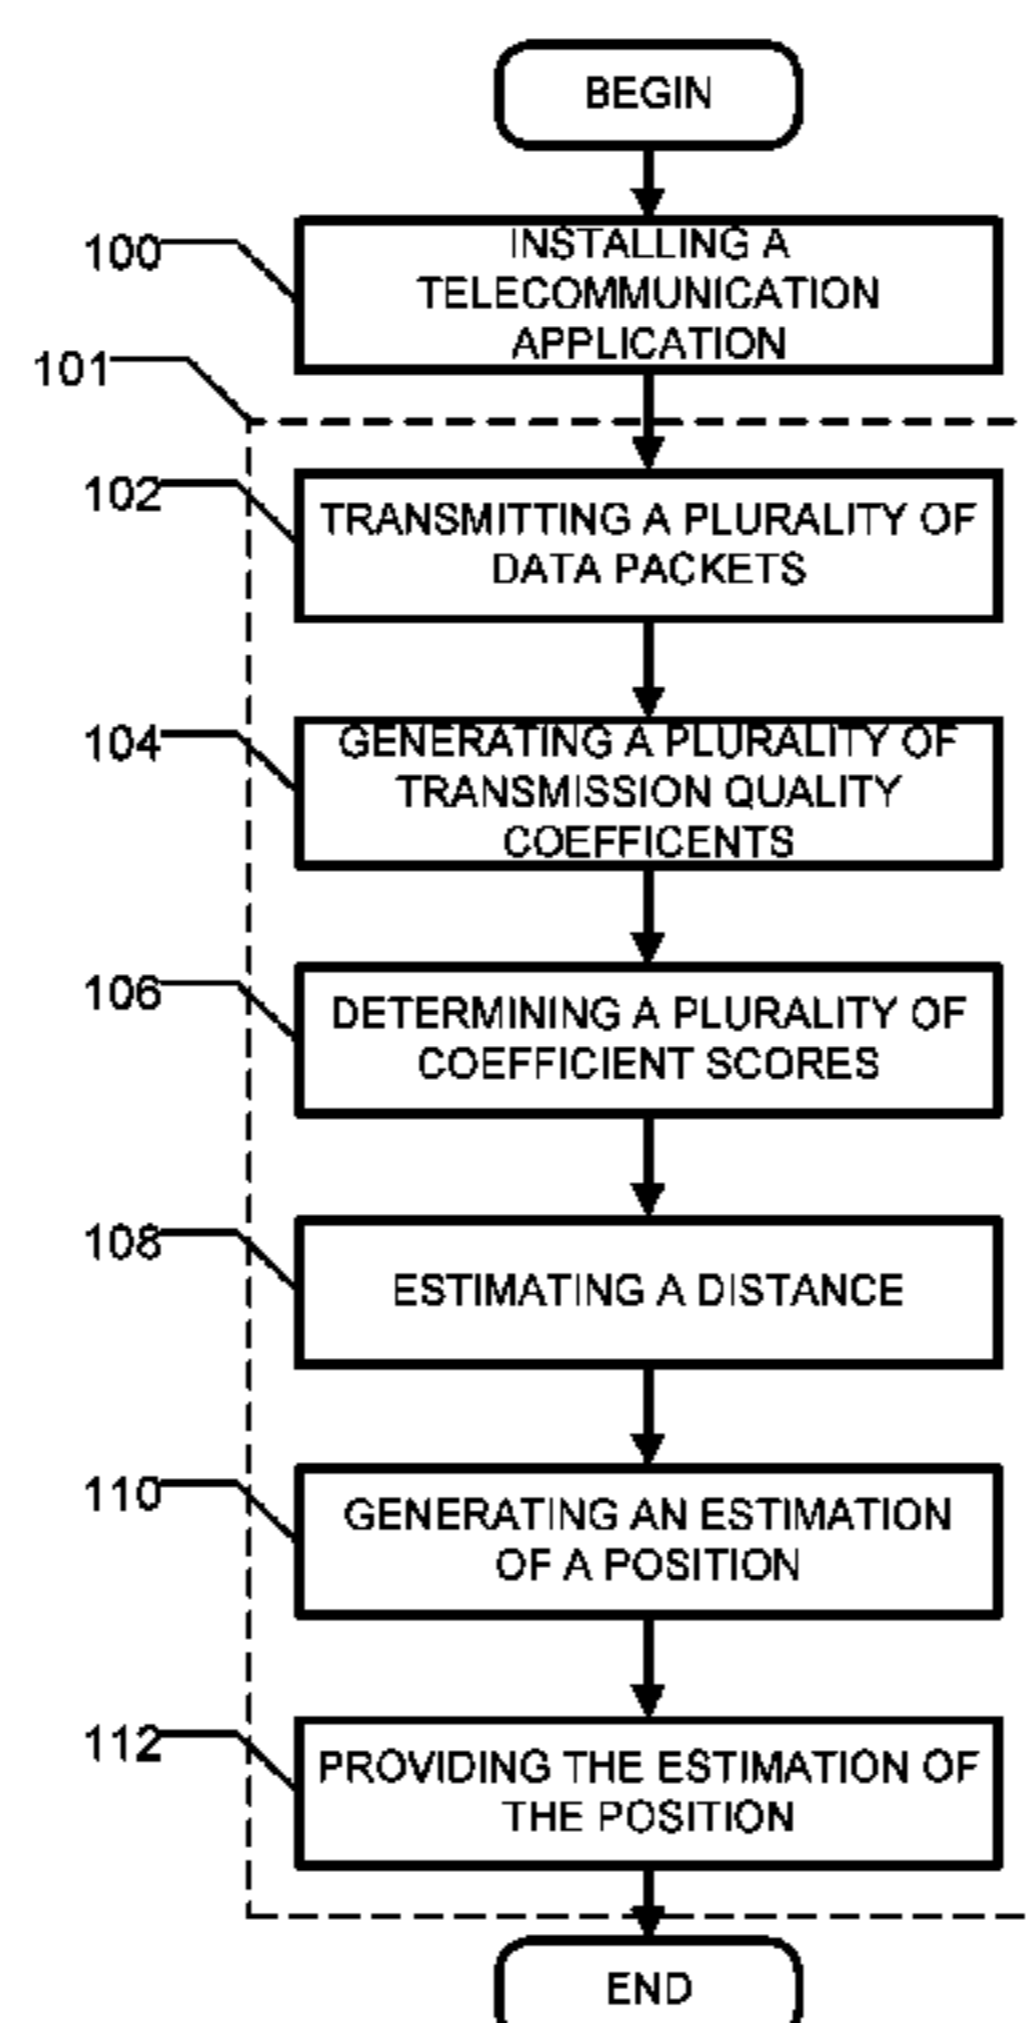 BEGIN
100
INSTALLING A
TELECOMMUNICATION
APPLICATION
101
102
TRANSMITTING A PLURALITY OF
DATA PACKETS
104
GENERATING A PLURALITY OF
TRANSMISSION QUALITY
COEFFICENTS
106
DETERMINING A PLURALITY OF
COEFFICIENT SCORES
108
ESTIMATING A DISTANCE
110
GENERATING AN ESTIMATION
OF A POSITION
112
PROVIDING THE ESTIMATION OF
THE POSITION
END